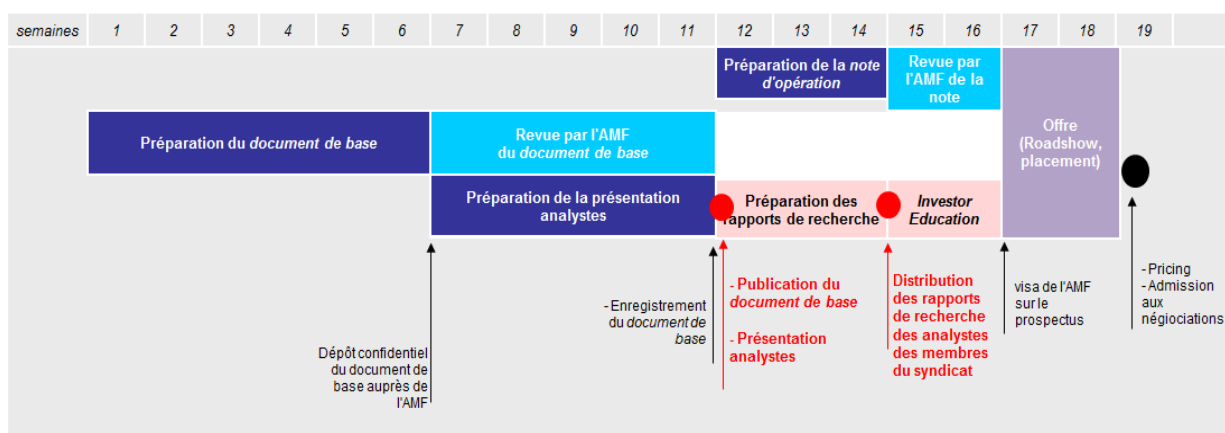 semaines 1 2 3 4 5 6 7 8 9 10 11 12 13 14 15 16 17 18 19
Préparation de la note
d'opération
Revue par
l'AMF de la
note
Préparation du document de base
Revue par l'AMF
du document de base
Offre
(Roadshow,
placement)
Préparation de la présentation
analystes
Préparation des
rapports de recherche
Investor
Education
Dépôt confidentiel
du document de
base auprès de
l'AMF
- Enregistrement
du document de
base
- Publication du
document de base
- Présentation
analystes
Distribution
des rapports
de recherche
des analystes
des membres
du syndicat
visa de l'AMF
sur le
prospectus
- Pricing
- Admission
aux
négiociations